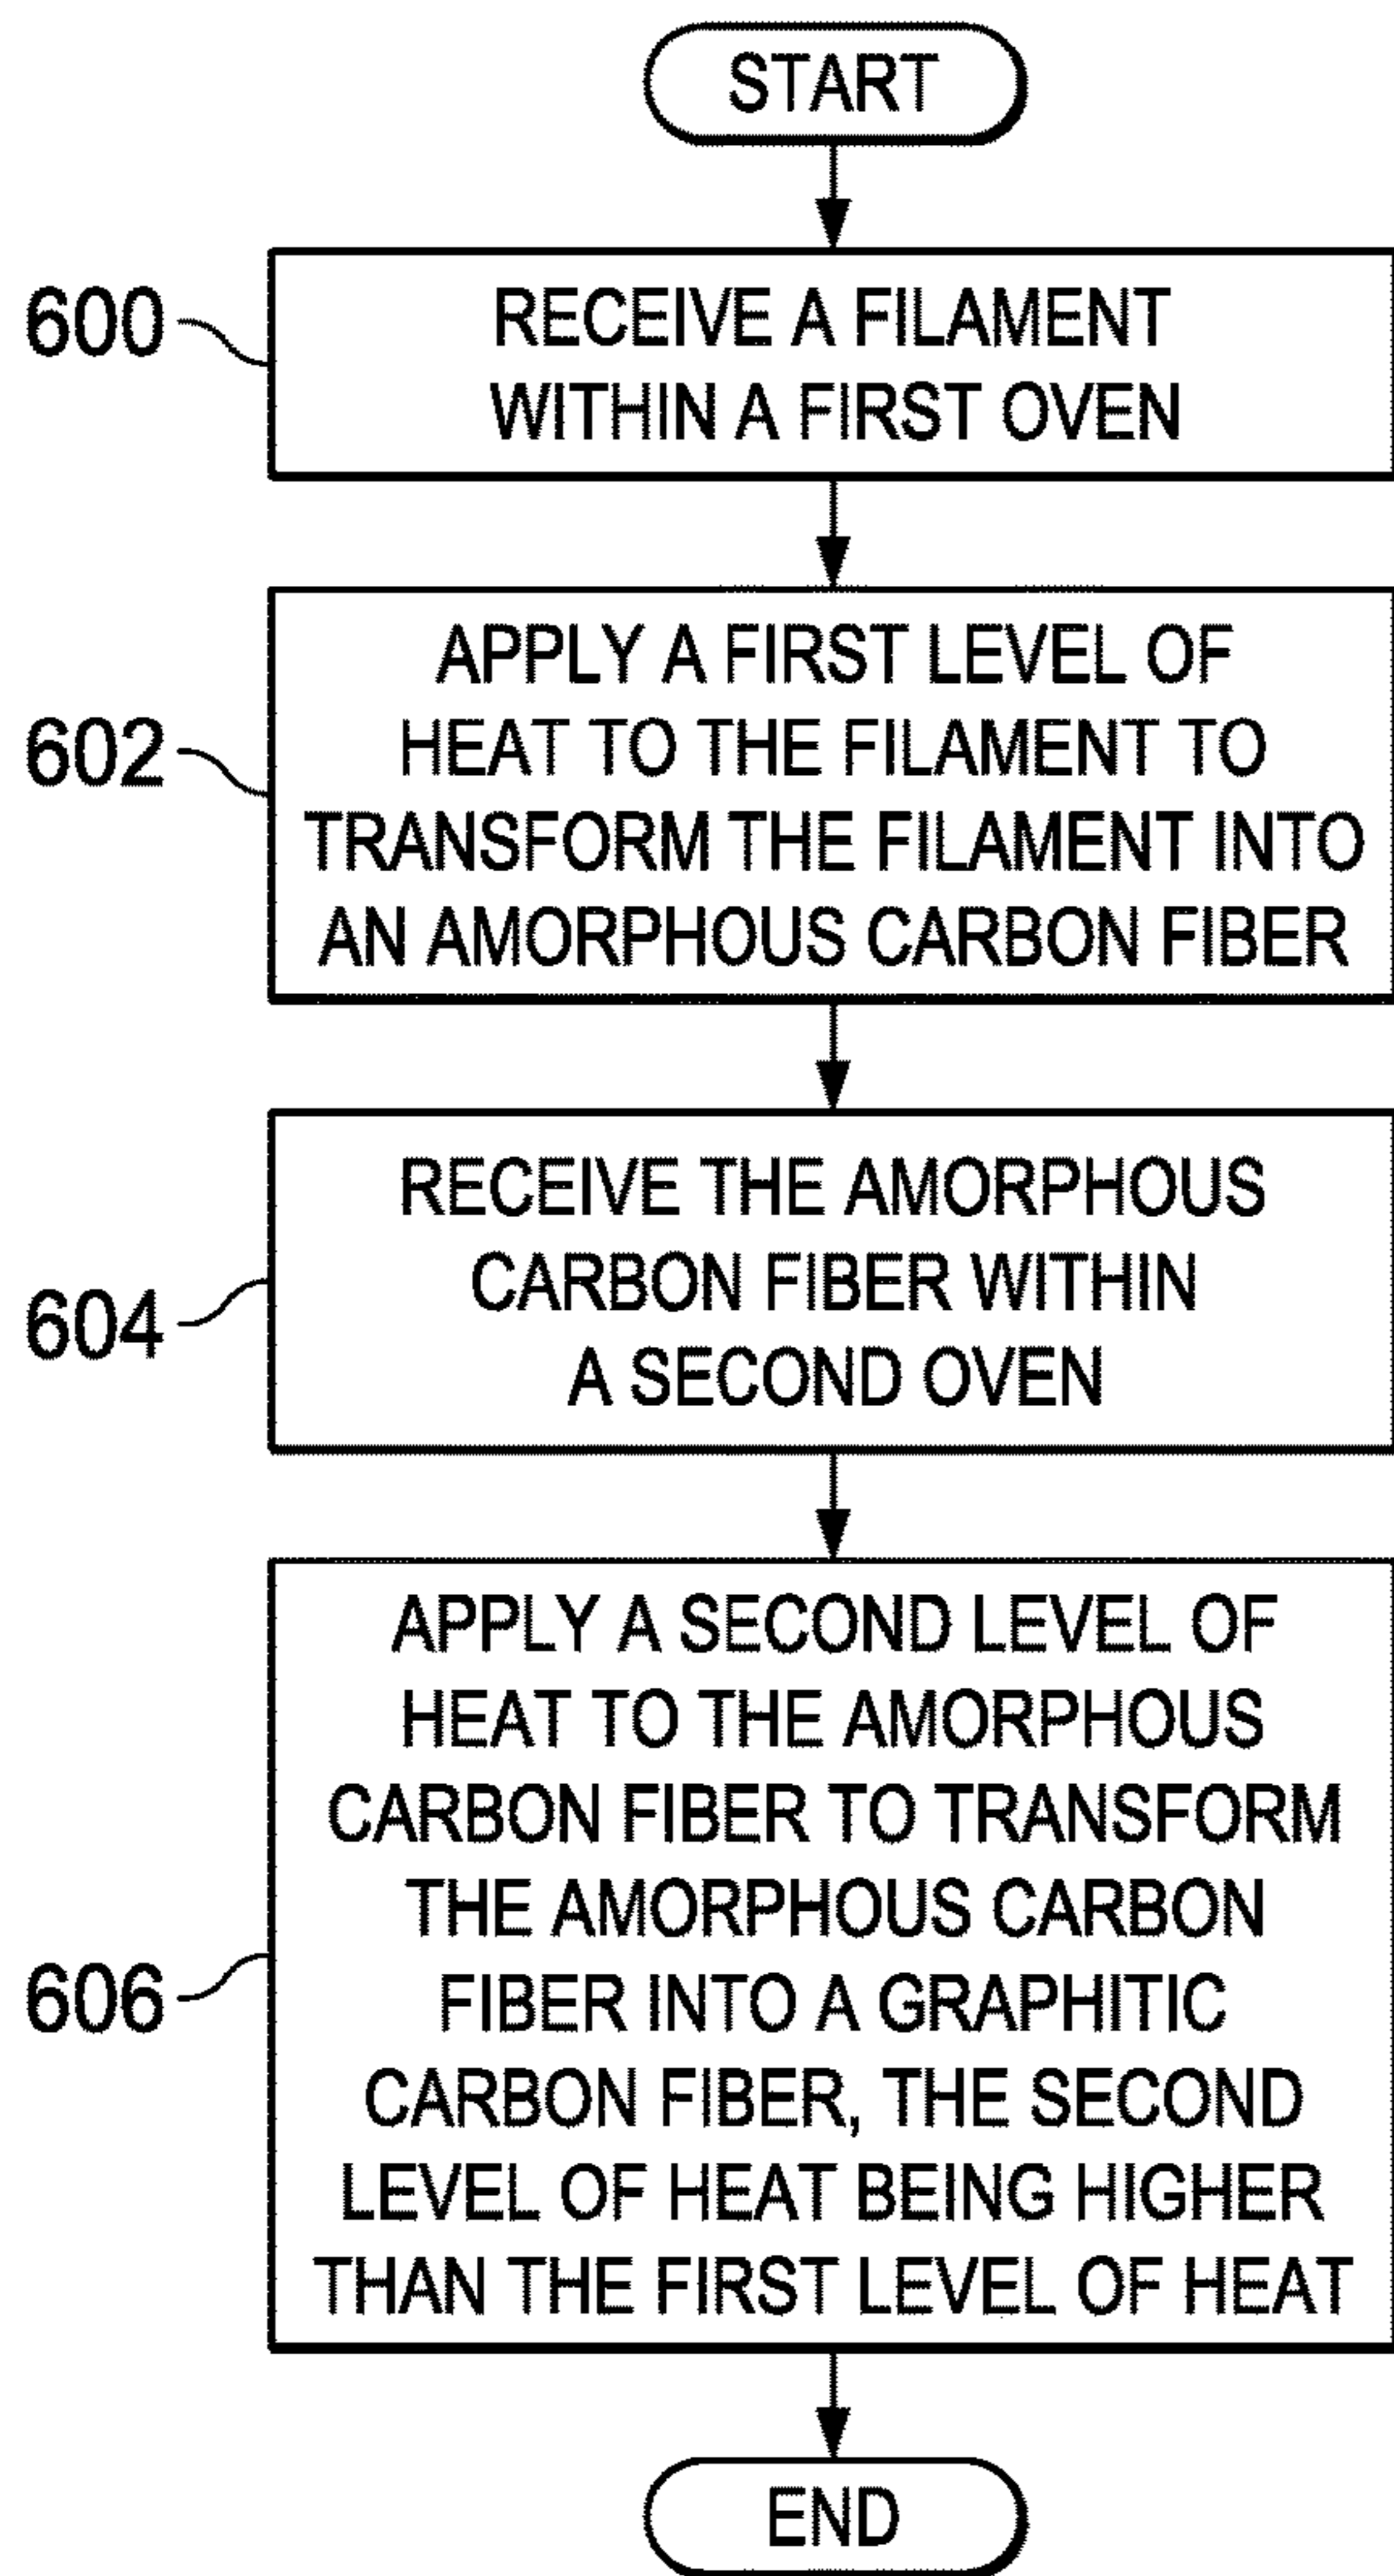 START
600
RECEIVE A FILAMENT
WITHIN A FIRST OVEN
602
APPLY A FIRST LEVEL OF
HEAT TO THE FILAMENT TO
TRANSFORM THE FILAMENT INTO
AN AMORPHOUS CARBON FIBER
604
RECEIVE THE AMORPHOUS
CARBON FIBER WITHIN
A SECOND OVEN
606
APPLY A SECOND LEVEL OF
HEAT TO THE AMORPHOUS
CARBON FIBER TO TRANSFORM
THE AMORPHOUS CARBON
FIBER INTO A GRAPHITIC
CARBON FIBER, THE SECOND
LEVEL OF HEAT BEING HIGHER
THAN THE FIRST LEVEL OF HEAT
END